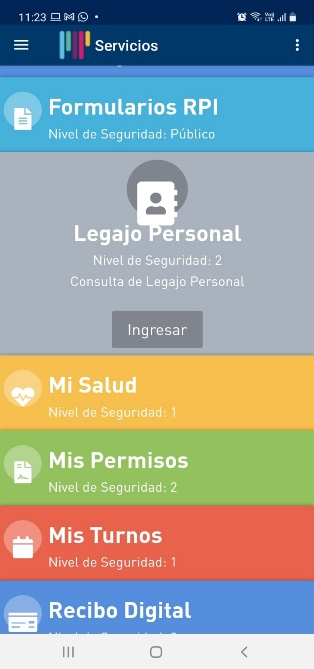 11:23
Servicios
Formularios RPI
Nivel de Seguridad: Público
Legajo Personal
Nivel de Seguridad: 2
Consulta de Legajo Personal
Ingresar
Mi Salud
Nivel de Seguridad: 1
Mis Permisos
Nivel de Seguridad: 2
Mis Turnos
Nivel de Seguridad: 1
Recibo Digital